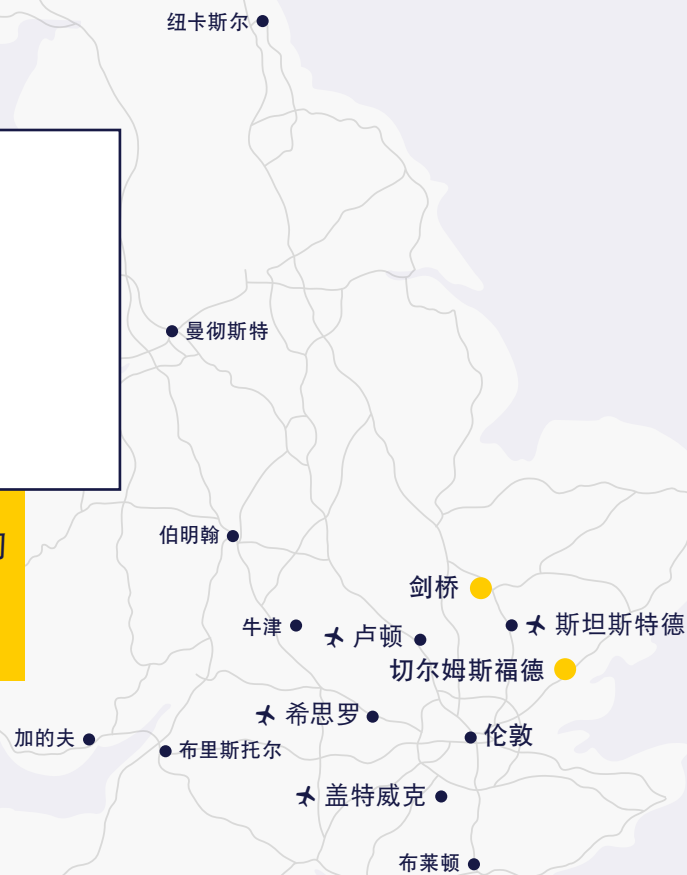 纽卡斯尔
曼彻斯特
伯明翰
剑桥
牛津
卢顿
斯坦斯特德
切尔姆斯福德
希思罗
加的夫
布里斯托尔
伦敦
盖特威克
布莱顿